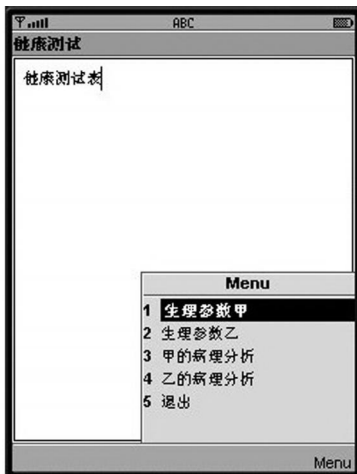 ABC
健康测试
健康测试表
Menu
1 生理参数甲
2 生理参数乙
3 甲的病理分析
4 乙的病理分析
5 退出
Menu